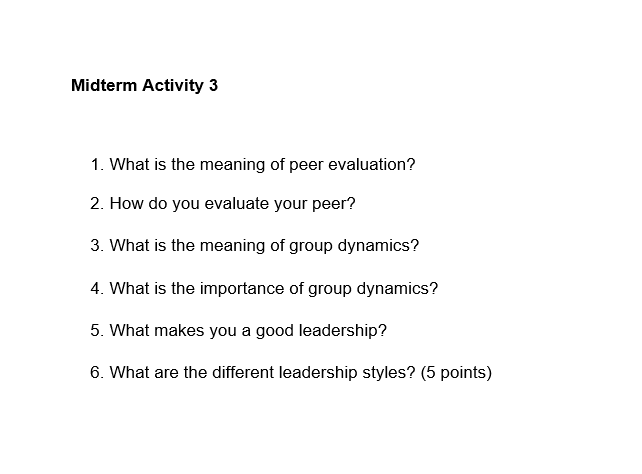 Midterm Activity 3
1. What is the meaning of peer evaluation?
2. How do you evaluate your peer?
3. What is the meaning of group dynamics?
4. What is the importance of group dynamics?
5. What makes you a good leadership?
6. What are the different leadership styles? (5 points)